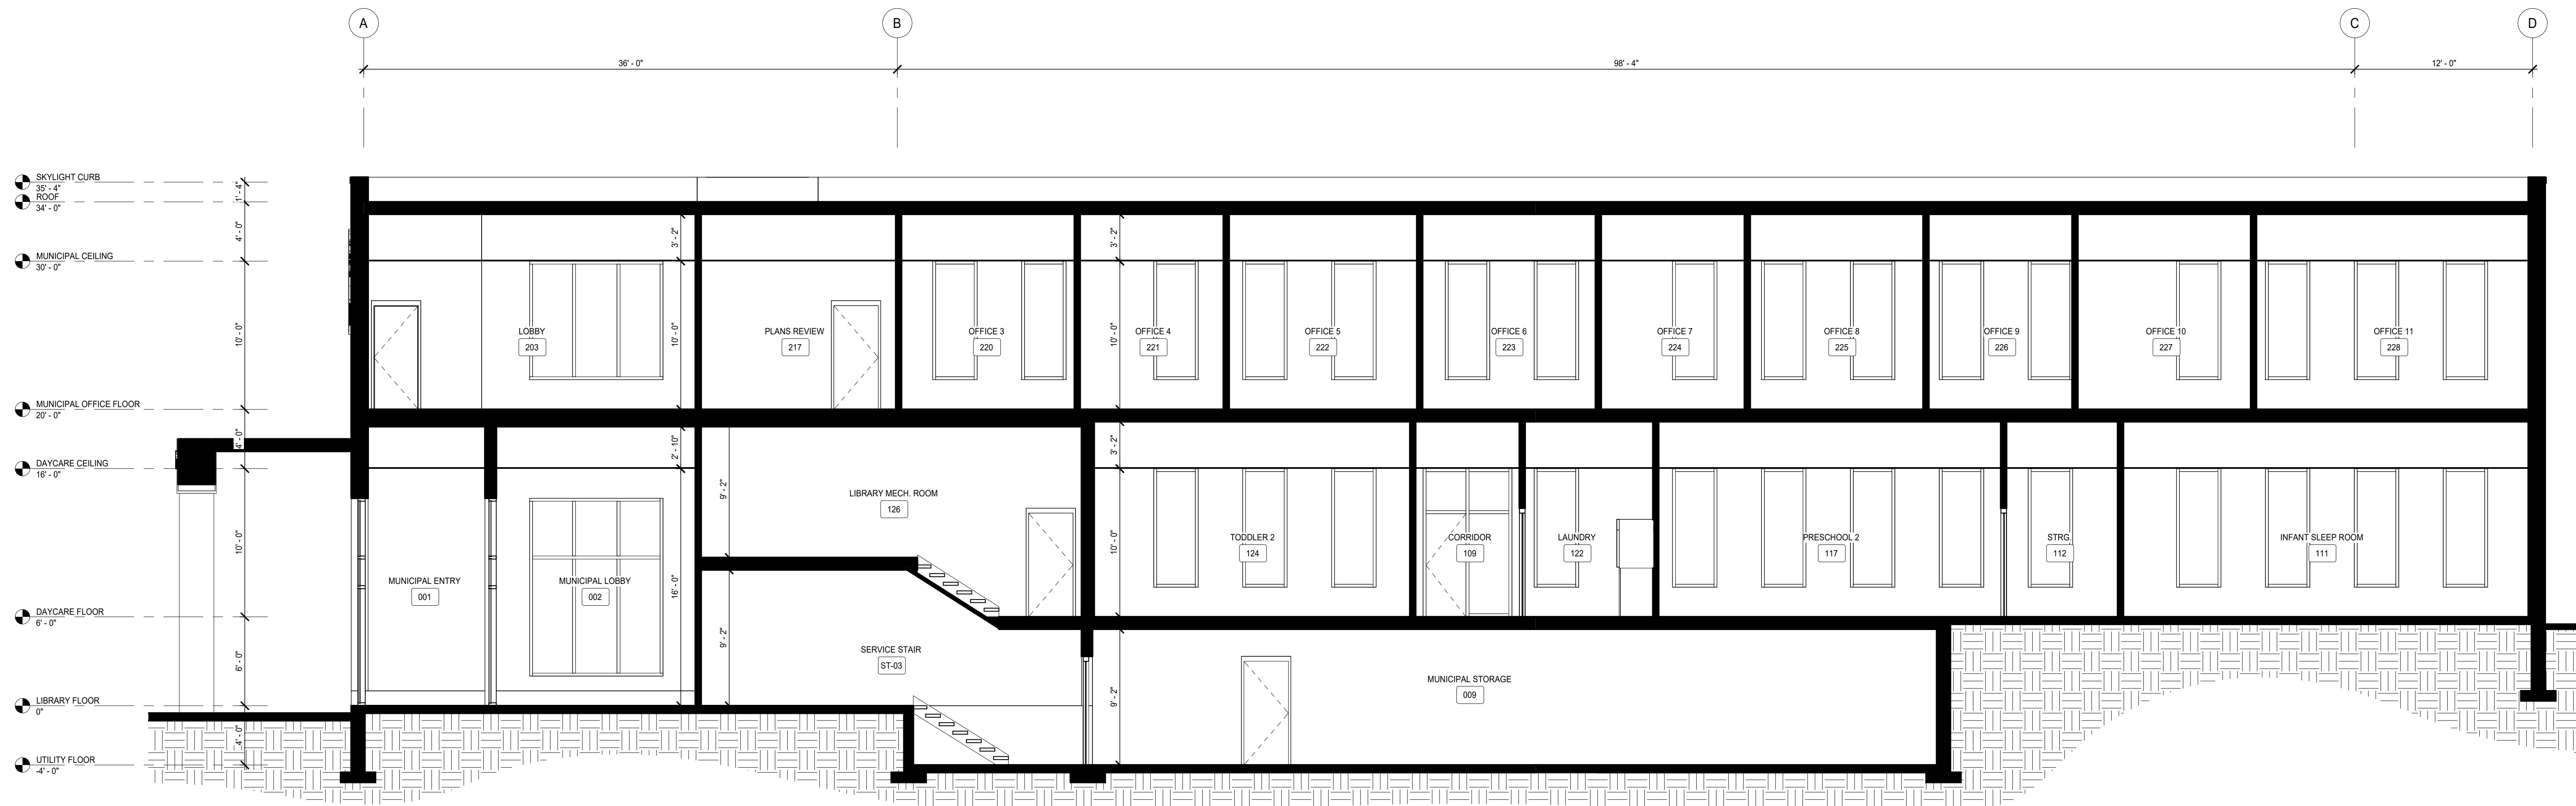 A
B
C
D
36' - 0"
98' - 4"
12' - 0"
SKYLIGHT CURB
35' - 4"
ROOF
34' - 0"
MUNICIPAL CEILING
30' - 0"
MUNICIPAL OFFICE FLOOR
20' - 0"
DAYCARE CEILING
16' - 0"
DAYCARE FLOOR
6' - 0"
LIBRARY FLOOR
0"
UTILITY FLOOR
-4' - 0"
1' - 4"
4' - 0"
10' - 0"
4' - 0"
10' - 0"
6' - 0"
4' - 0"
3' - 2"
10' - 0"
3' - 2"
10' - 0"
LOBBY
203
PLANS REVIEW
217
OFFICE 3
220
OFFICE 4
221
OFFICE 5
222
OFFICE 6
223
OFFICE 7
224
OFFICE 8
225
OFFICE 9
226
OFFICE 10
227
OFFICE 11
228
2' - 10"
16' - 0"
9' - 2"
9' - 2"
3' - 2"
10' - 0"
9' - 2"
LIBRARY MECH. ROOM
126
TODDLER 2
124
CORRIDOR
109
LAUNDRY
122
PRESCHOOL 2
117
STRG.
112
INFANT SLEEP ROOM
111
MUNICIPAL ENTRY
001
MUNICIPAL LOBBY
002
SERVICE STAIR
ST-03
MUNICIPAL STORAGE
009